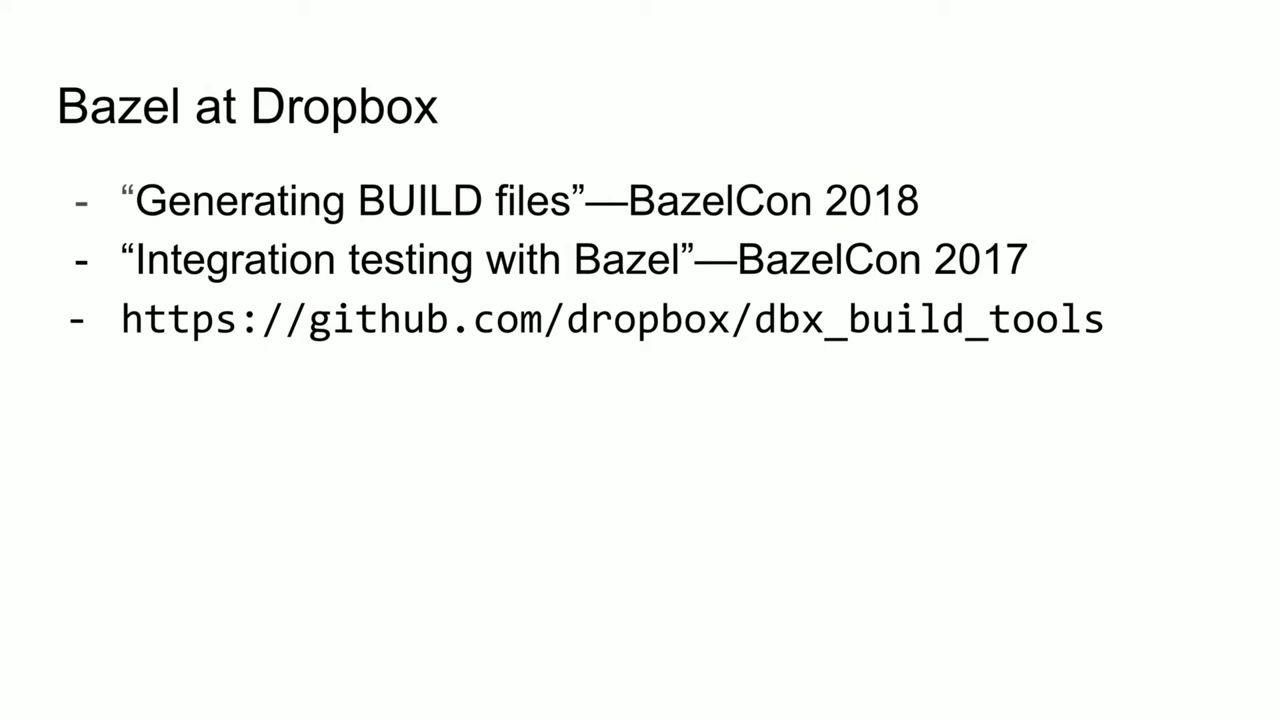 Bazel at Dropbox
- “Generating BUILD files”—BazelCon 2018
- “Integration testing with Bazel”—BazelCon 2017
- https://github.com/dropbox/dbx_build_tools